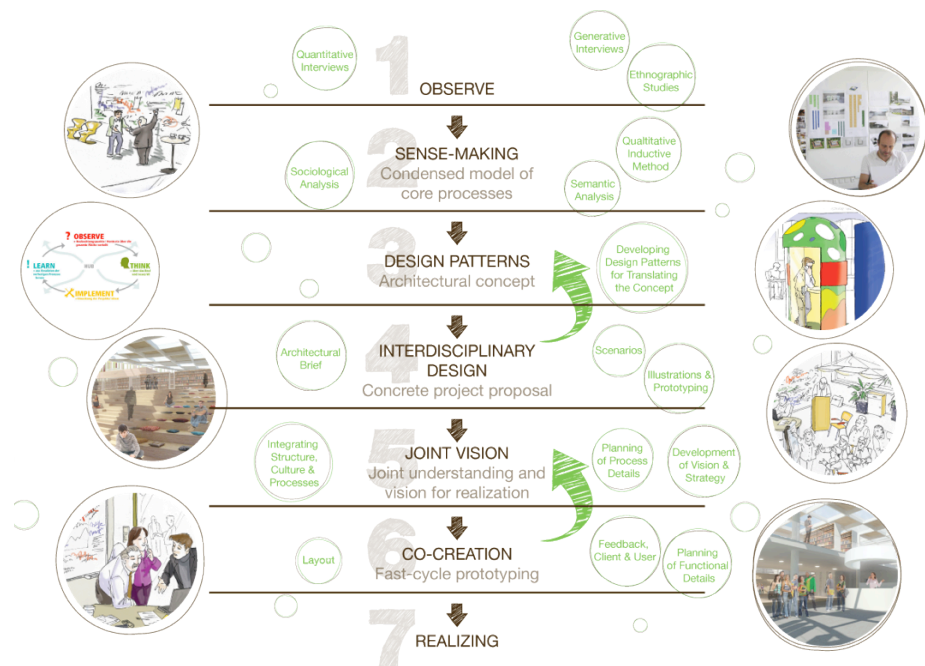 1
Quantitative
Interviews
Generative
Interviews
Ethnographic
Studies
OBSERVE
2
SENSE-MAKING
Condensed model of
core processes
Sociological
Analysis
Qualtitative
Inductive
Method
Semantic
Analysis
? OBSERVE
! LEARN
THINK
IMPLEMENT
3
DESIGN PATTERNS
Architectural concept
Developing
Design Patterns
for Translating
the Concept
4
INTERDISCIPLINARY
DESIGN
Concrete project proposal
Architectural
Brief
Scenarios
Illustrations &
Prototyping
5
JOINT VISION
Joint understanding and
vision for realization
Integrating
Structure,
Culture &
Processes
Planning
of Process
Details
Development
of Vision &
Strategy
6
CO-CREATION
Fast-cycle prototyping
Layout
Feedback,
Client & User
Planning
of Functional
Details
7
REALIZING